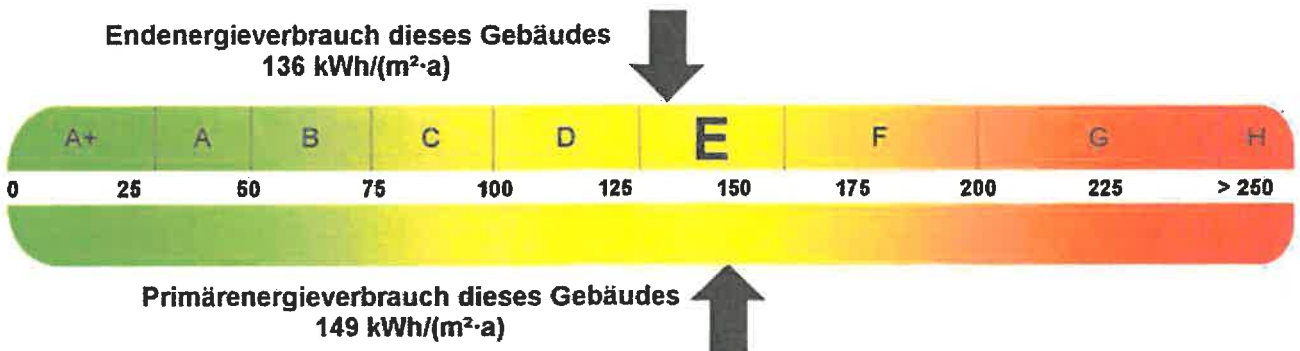 Endenergieverbrauch dieses Gebäudes
136 kWh/(m²·a)
A+ A B C D E F G H
0 25 50 75 100 125 150 175 200 225 > 250
Primärenergieverbrauch dieses Gebäudes
149 kWh/(m²·a)